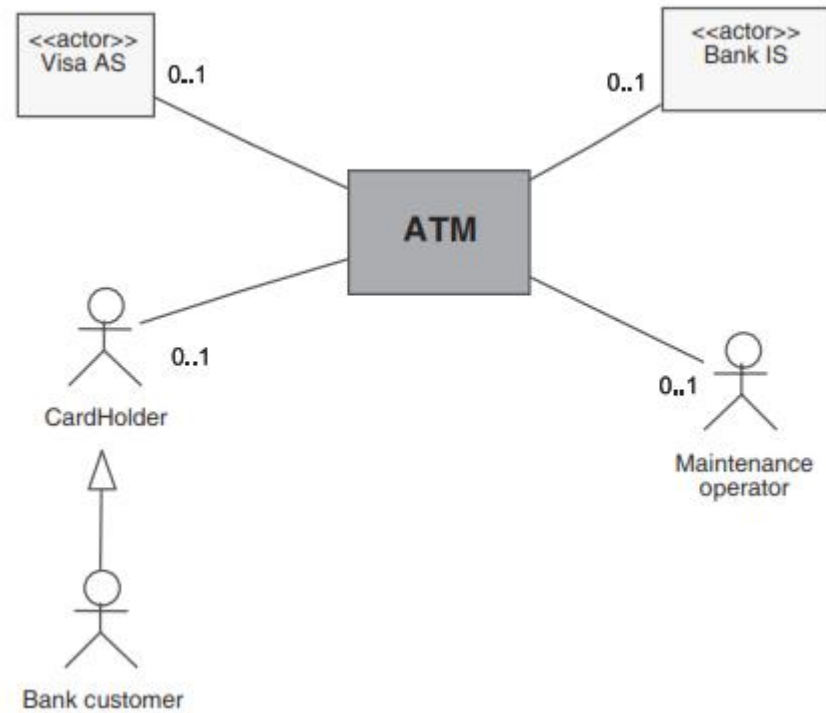 <<actor>>
Visa AS
0..1
<<actor>>
Bank IS
0..1
ATM
0..1
CardHolder
0..1
Maintenance
operator
Bank customer